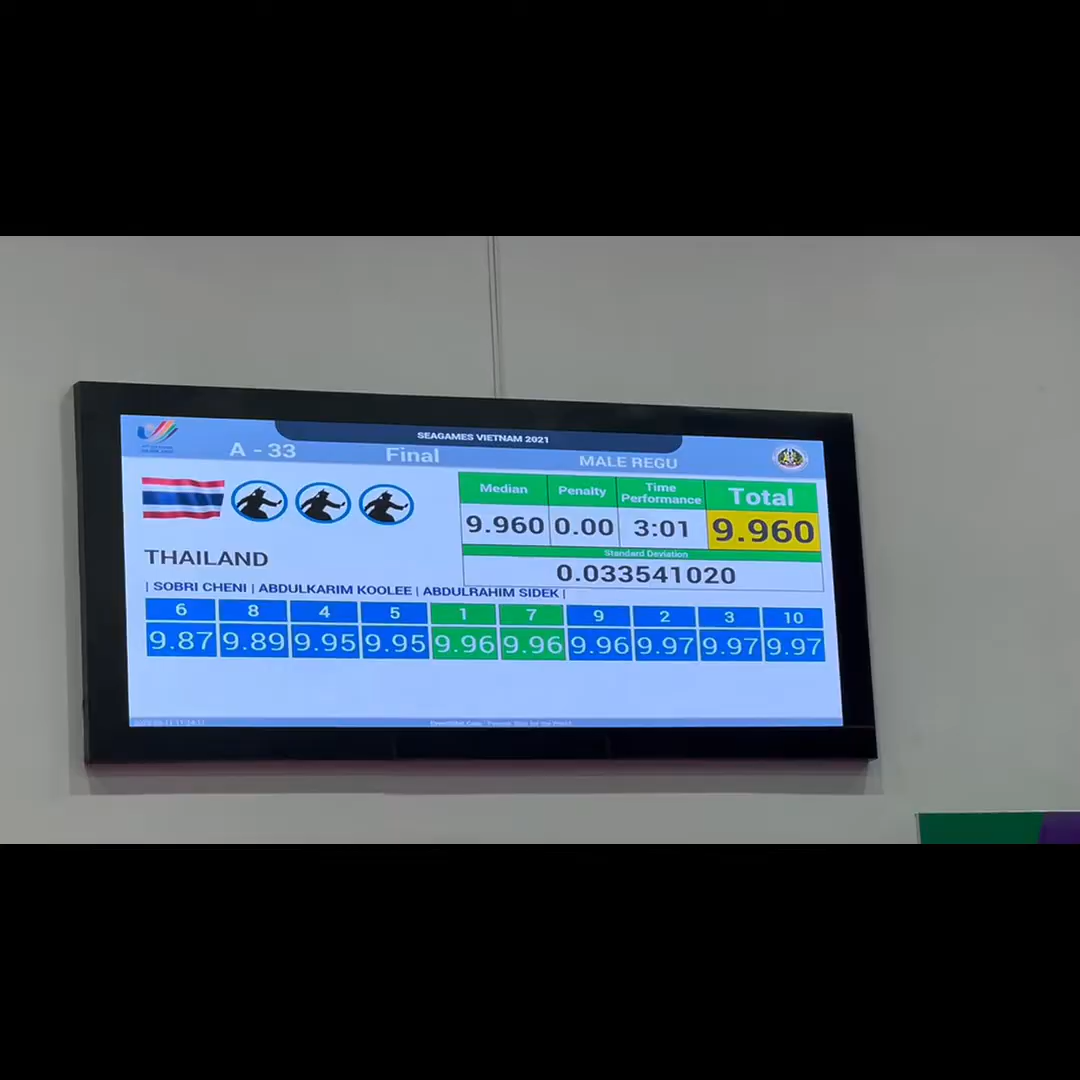 SEAGAMES VIETNAM 2021
A - 33 Final MALE REGU
Median Penalty Time Performance Total
9.960 0.00 3:01 9.960
Standard Deviation
0.033541020
THAILAND
| SOBRI CHENI | ABDULKARIM KOOLEE | ABDULRAHIM SIDEK |
6 8 4 5 1 7 9 2 3 10
9.87 9.89 9.95 9.95 9.96 9.96 9.96 9.97 9.97 9.97